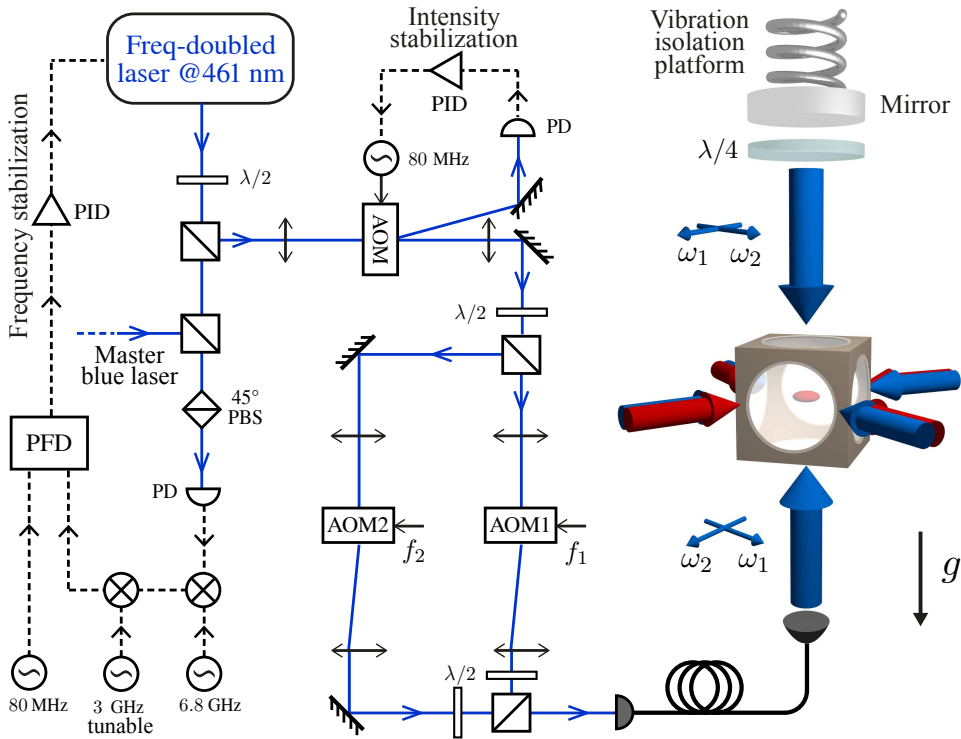 Freq-doubled
laser @461 nm
Intensity
stabilization
PID
80 MHz
PD
AOM
Vibration
isolation
platform
Mirror
λ/4
ω₁ ω₂
Frequency stabilization
PID
λ/2
λ/2
Master
blue laser
45°
PBS
PFD
PD
AOM2
f₂
AOM1
f₁
ω₂ ω₁
g
λ/2
80 MHz
3 GHz
tunable
6.8 GHz